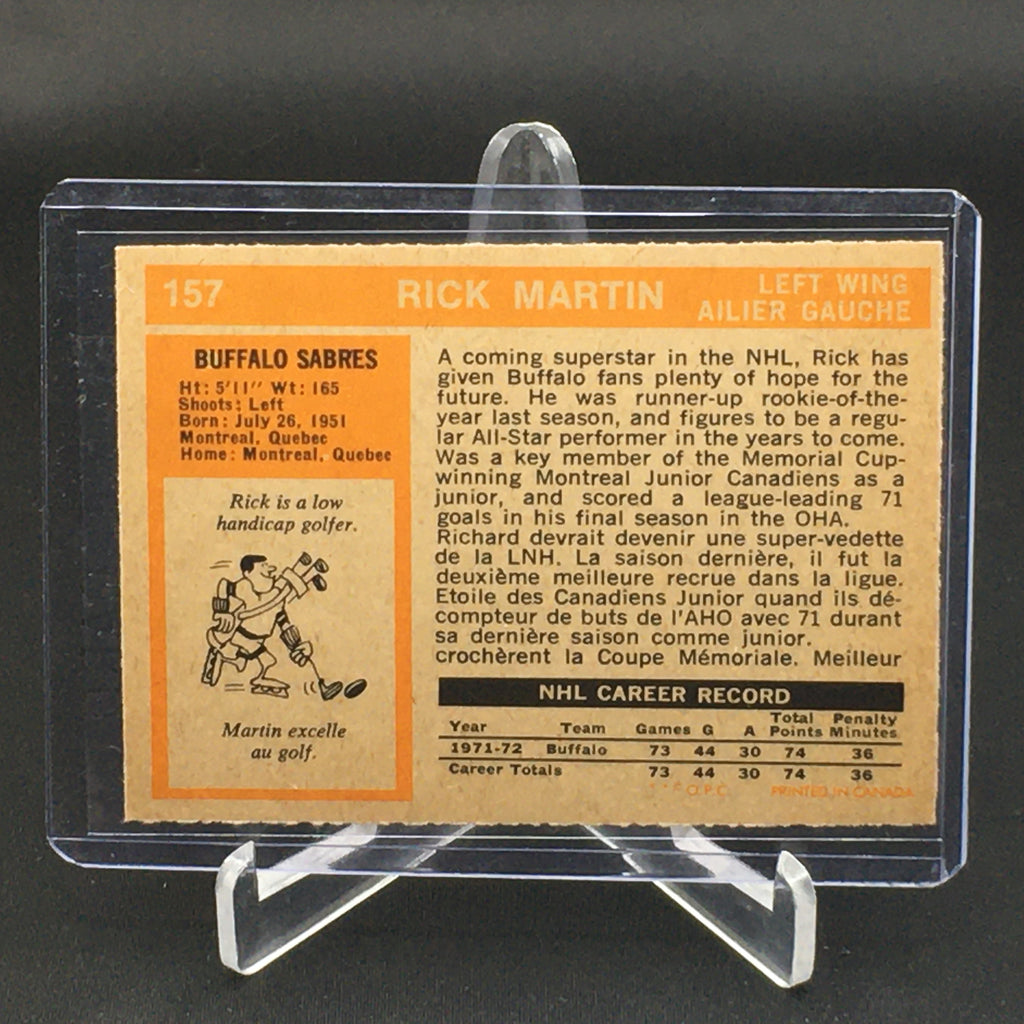 157
RICK MARTIN
LEFT WING
AILIER GAUCHE
BUFFALO SABRES
Ht: 5'11" Wt: 165
Shoots: Left
Born: July 26, 1951
Montreal, Quebec
Home: Montreal, Quebec
Rick is a low
handicap golfer.
Martin excelle
au golf.
A coming superstar in the NHL, Rick has
given Buffalo fans plenty of hope for the
future. He was runner-up rookie-of-the-
year last season, and figures to be a regu-
lar All-Star performer in the years to come.
Was a key member of the Memorial Cup-
winning Montreal Junior Canadiens as a
junior, and scored a league-leading 71
goals in his final season in the OHA.
Richard devrait devenir une super-vedette
de la LNH. La saison dernière, il fut la
deuxième meilleure recrue dans la ligue.
Etoile des Canadiens Junior quand ils dé-
compteur de buts de l'AHO avec 71 durant
sa dernière saison comme junior.
crochèrent la Coupe Mémoriale. Meilleur
NHL CAREER RECORD
Year Team Games G A Total Points Penalty Minutes
1971-72 Buffalo 73 44 30 74 36
Career Totals 73 44 30 74 36
O.P.C. PRINTED IN CANADA